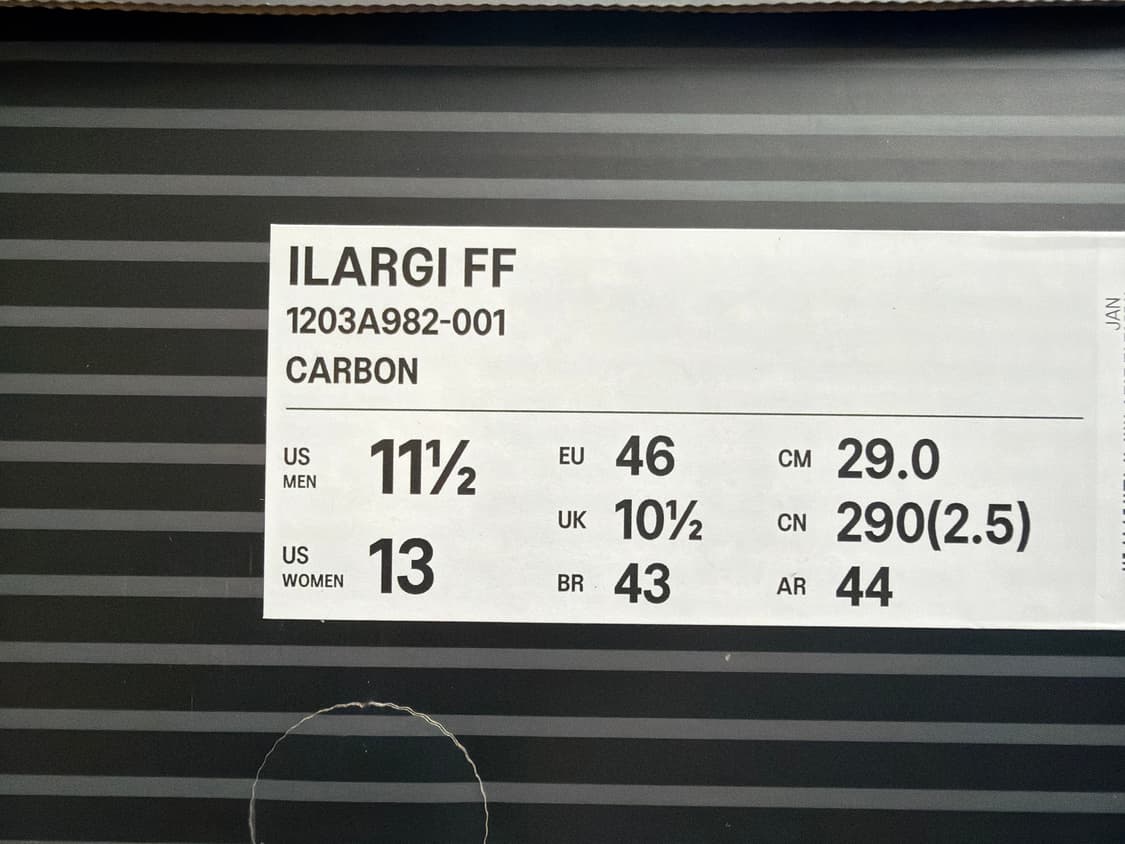 ILARGI FF
1203A982-001
CARBON
US MEN 11½
US WOMEN 13
EU 46
UK 10½
BR 43
CM 29.0
CN 290(2.5)
AR 44
JAN